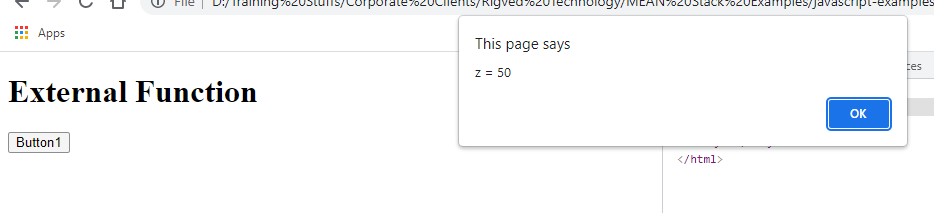 File D:/Training%20Stuffs/Corporate%20Clients/Rigved%20Technology/MEAN%20Stack%20Examples/javascript-examples
Apps
This page says
z = 50
OK
External Function
Button1
</html>